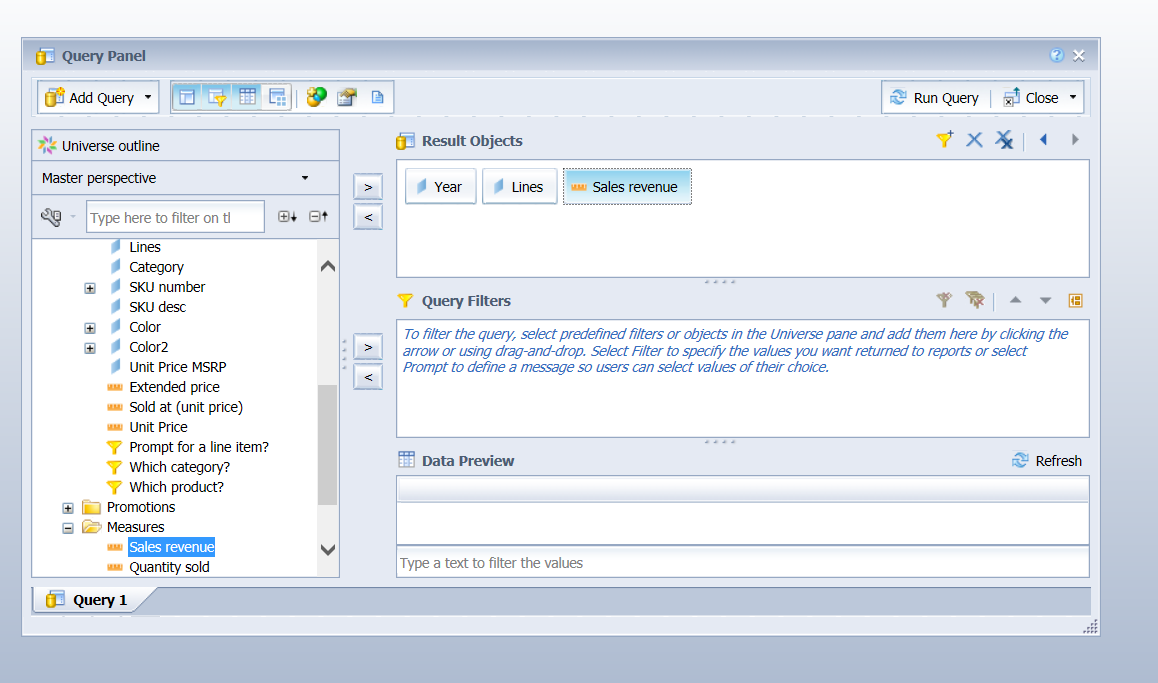 Query Panel
Add Query
Run Query
Close
Universe outline
Master perspective
Type here to filter on tl
Lines
Category
SKU number
SKU desc
Color
Color2
Unit Price MSRP
Extended price
Sold at (unit price)
Unit Price
Prompt for a line item?
Which category?
Which product?
Promotions
Measures
Sales revenue
Quantity sold
>
<
>
<
Result Objects
Year
Lines
Sales revenue
Query Filters
To filter the query, select predefined filters or objects in the Universe pane and add them here by clicking the
arrow or using drag-and-drop. Select Filter to specify the values you want returned to reports or select
Prompt to define a message so users can select values of their choice.
Data Preview
Refresh
Type a text to filter the values
Query 1